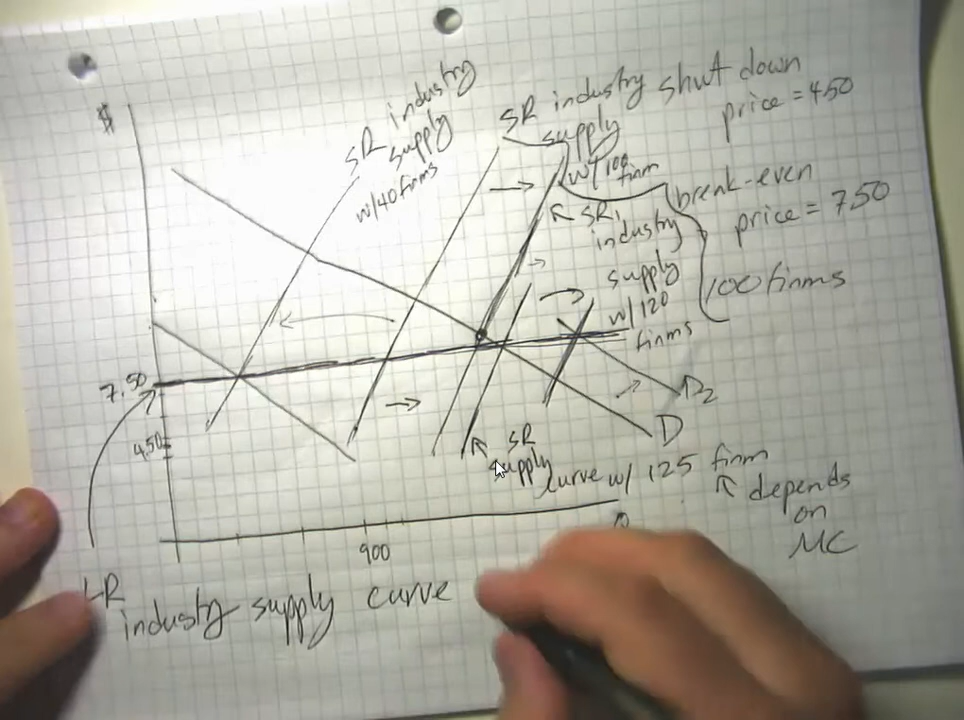 $
SR industry
supply
w/40 firms
SR industry
supply
w/100
firm
shut down
price = 4.50
break-even
price = 7.50
100 firms
SR
industry
supply
w/120
firms
7.50
4.50
D2
D
SR
supply
curve w/ 125 firm
depends
on
MC
900
Q
LR
industry supply curve